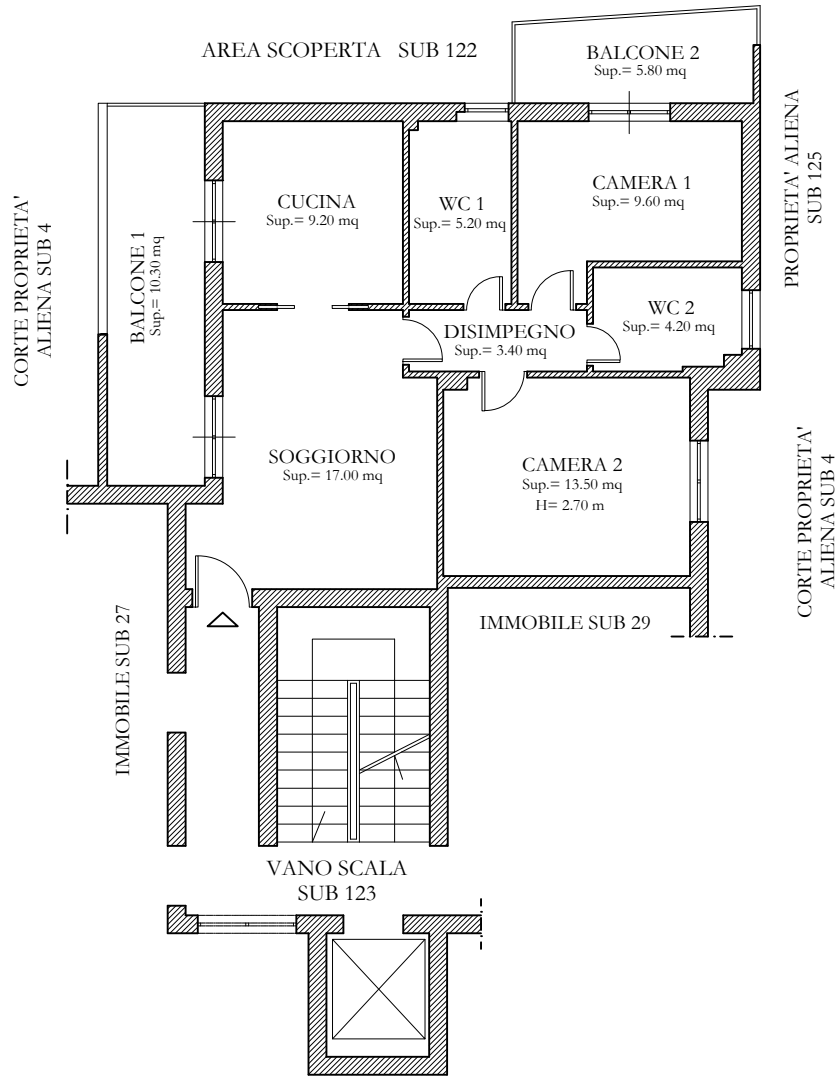 AREA SCOPERTA SUB 122
BALCONE 2
Sup.= 5.80 mq
CORTE PROPRIETA'
ALIENA SUB 4
BALCONE 1
Sup.= 10.30 mq
CUCINA
Sup.= 9.20 mq
WC 1
Sup.= 5.20 mq
CAMERA 1
Sup.= 9.60 mq
PROPRIETA' ALIENA
SUB 125
DISIMPEGNO
Sup.= 3.40 mq
WC 2
Sup.= 4.20 mq
SOGGIORNO
Sup.= 17.00 mq
CAMERA 2
Sup.= 13.50 mq
H= 2.70 m
CORTE PROPRIETA'
ALIENA SUB 4
IMMOBILE SUB 27
IMMOBILE SUB 29
VANO SCALA
SUB 123